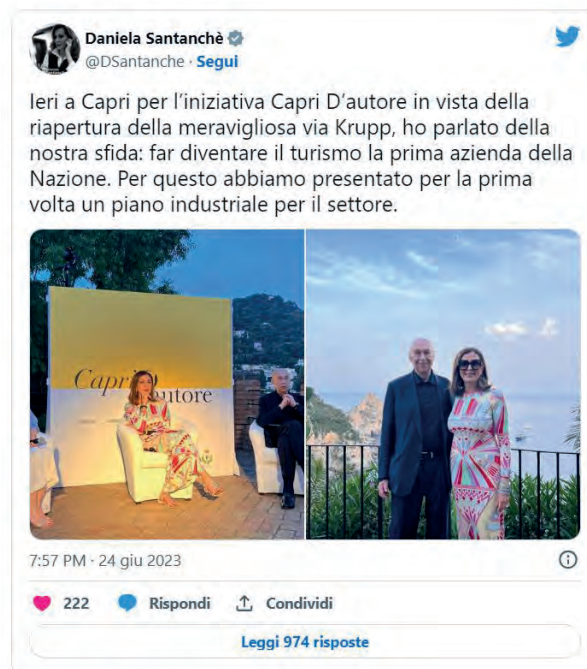 Daniela Santanchè
@DSantanche · Segui
Ieri a Capri per l’iniziativa Capri D’autore in vista della
riapertura della meravigliosa via Krupp, ho parlato della
nostra sfida: far diventare il turismo la prima azienda della
Nazione. Per questo abbiamo presentato per la prima
volta un piano industriale per il settore.
Capri
autore
7:57 PM · 24 giu 2023
222 Rispondi Condividi
Leggi 974 risposte